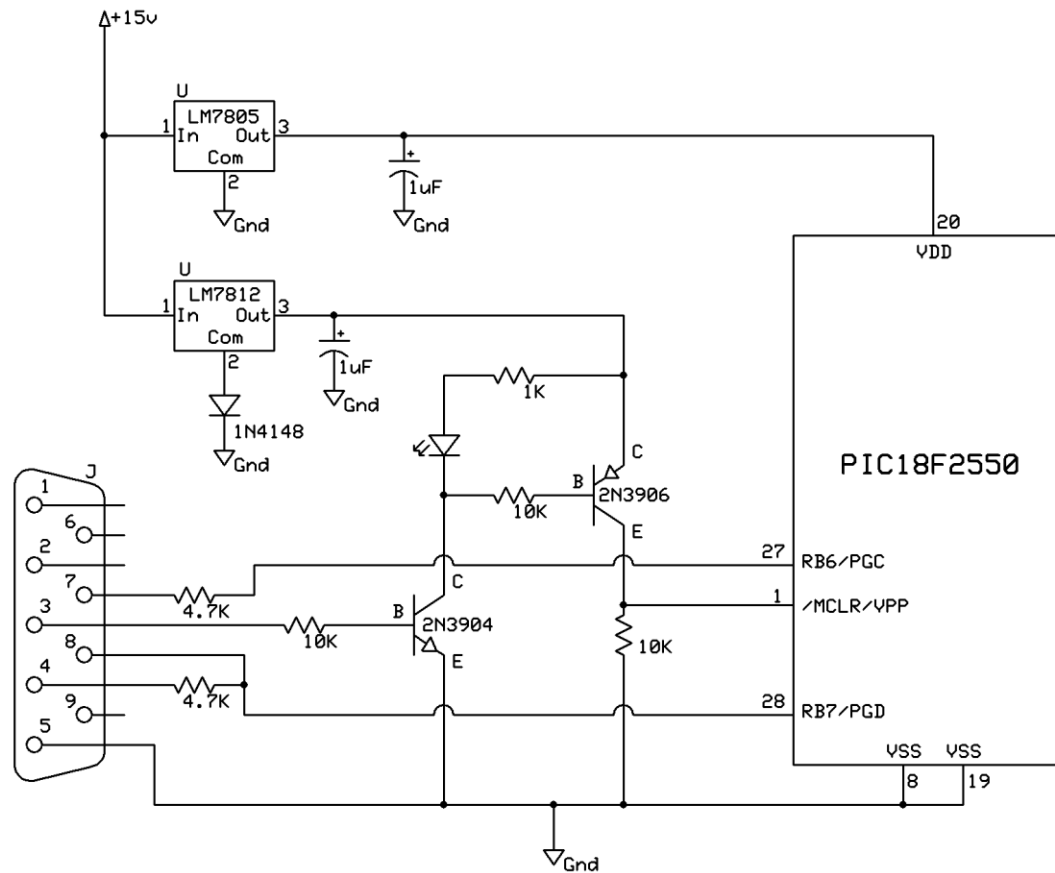 +15v
U
LM7805
1 In Out 3
Com
2
Gnd
+
1uF
Gnd
20
VDD
U
LM7812
1 In Out 3
Com
2
1N4148
Gnd
+
1uF
Gnd
1K
C
B
2N3906
10K
E
PIC18F2550
J
1
6
2
7
4.7K
3
10K
8
4
4.7K
9
5
C
B
2N3904
E
10K
27 RB6/PGC
1 /MCLR/VPP
28 RB7/PGD
VSS VSS
8 19
Gnd